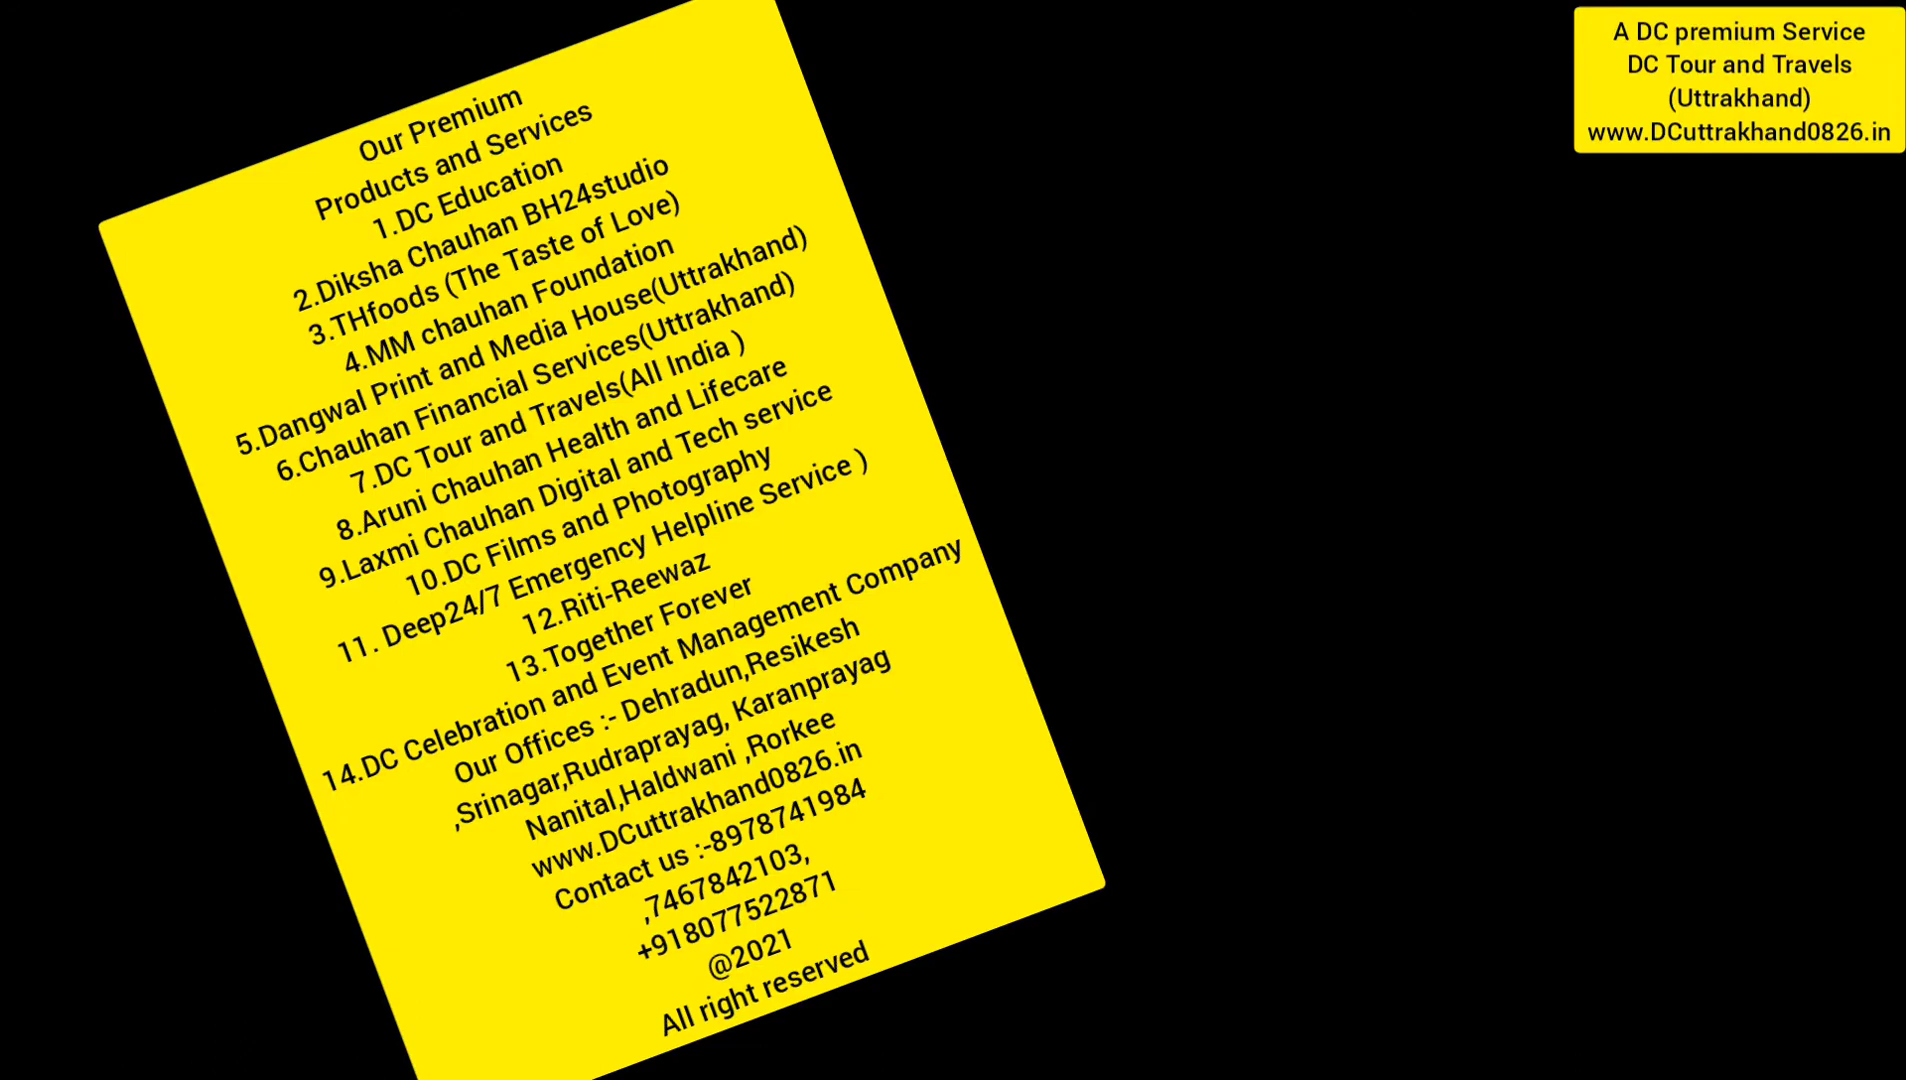 Our Premium
Products and Services
1.DC Education
2.Diksha Chauhan BH24studio
3.THfoods (The Taste of Love)
4.MM chauhan Foundation
5.Dangwal Print and Media House(Uttrakhand)
6.Chauhan Financial Services(Uttrakhand)
7.DC Tour and Travels(All India )
8.Aruni Chauhan Health and Lifecare
9.Laxmi Chauhan Digital and Tech service
10.DC Films and Photography
11. Deep24/7 Emergency Helpline Service )
12.Riti-Reewaz
13.Together Forever
14.DC Celebration and Event Management Company
Our Offices :- Dehradun,Resikesh
,Srinagar,Rudraprayag, Karanprayag
Nanital,Haldwani ,Rorkee
www.DCuttrakhand0826.in
Contact us :-8978741984
,7467842103,
+918077522871
@2021
All right reserved
A DC premium Service
DC Tour and Travels
(Uttrakhand)
www.DCuttrakhand0826.in